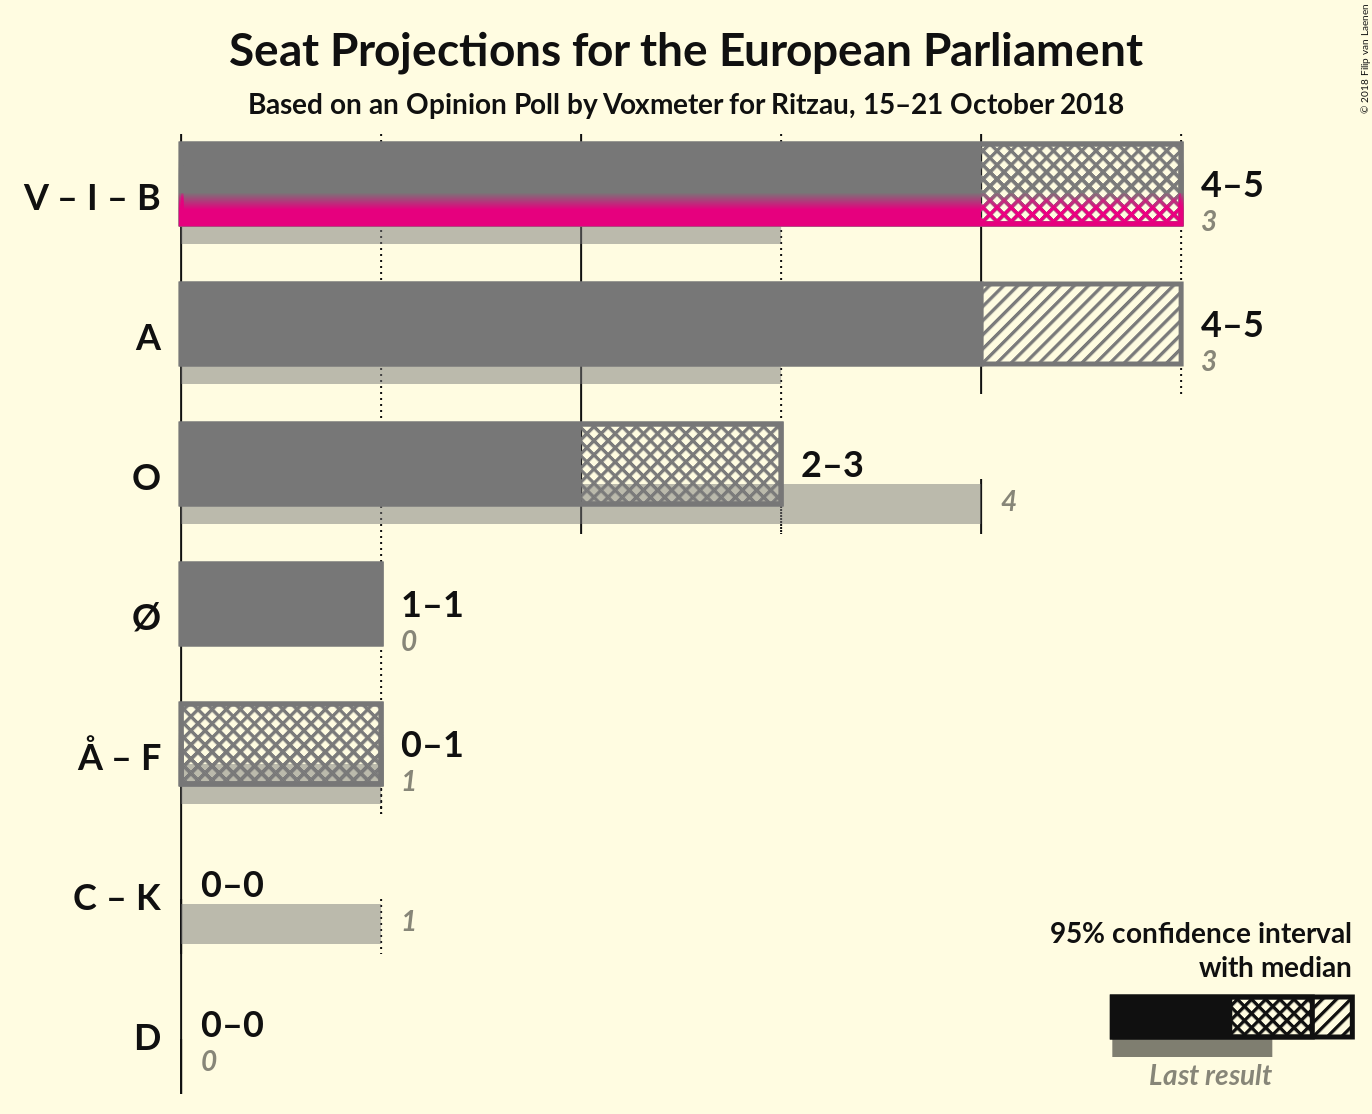 Seat Projections for the European Parliament
Based on an Opinion Poll by Voxmeter for Ritzau, 15–21 October 2018
© 2018 Filip van Laenen
V – I – B
4–5
3
A
4–5
3
O
2–3
4
Ø
1–1
0
Å – F
0–1
1
C – K
0–0
1
D
0–0
0
95% confidence interval
with median
Last result